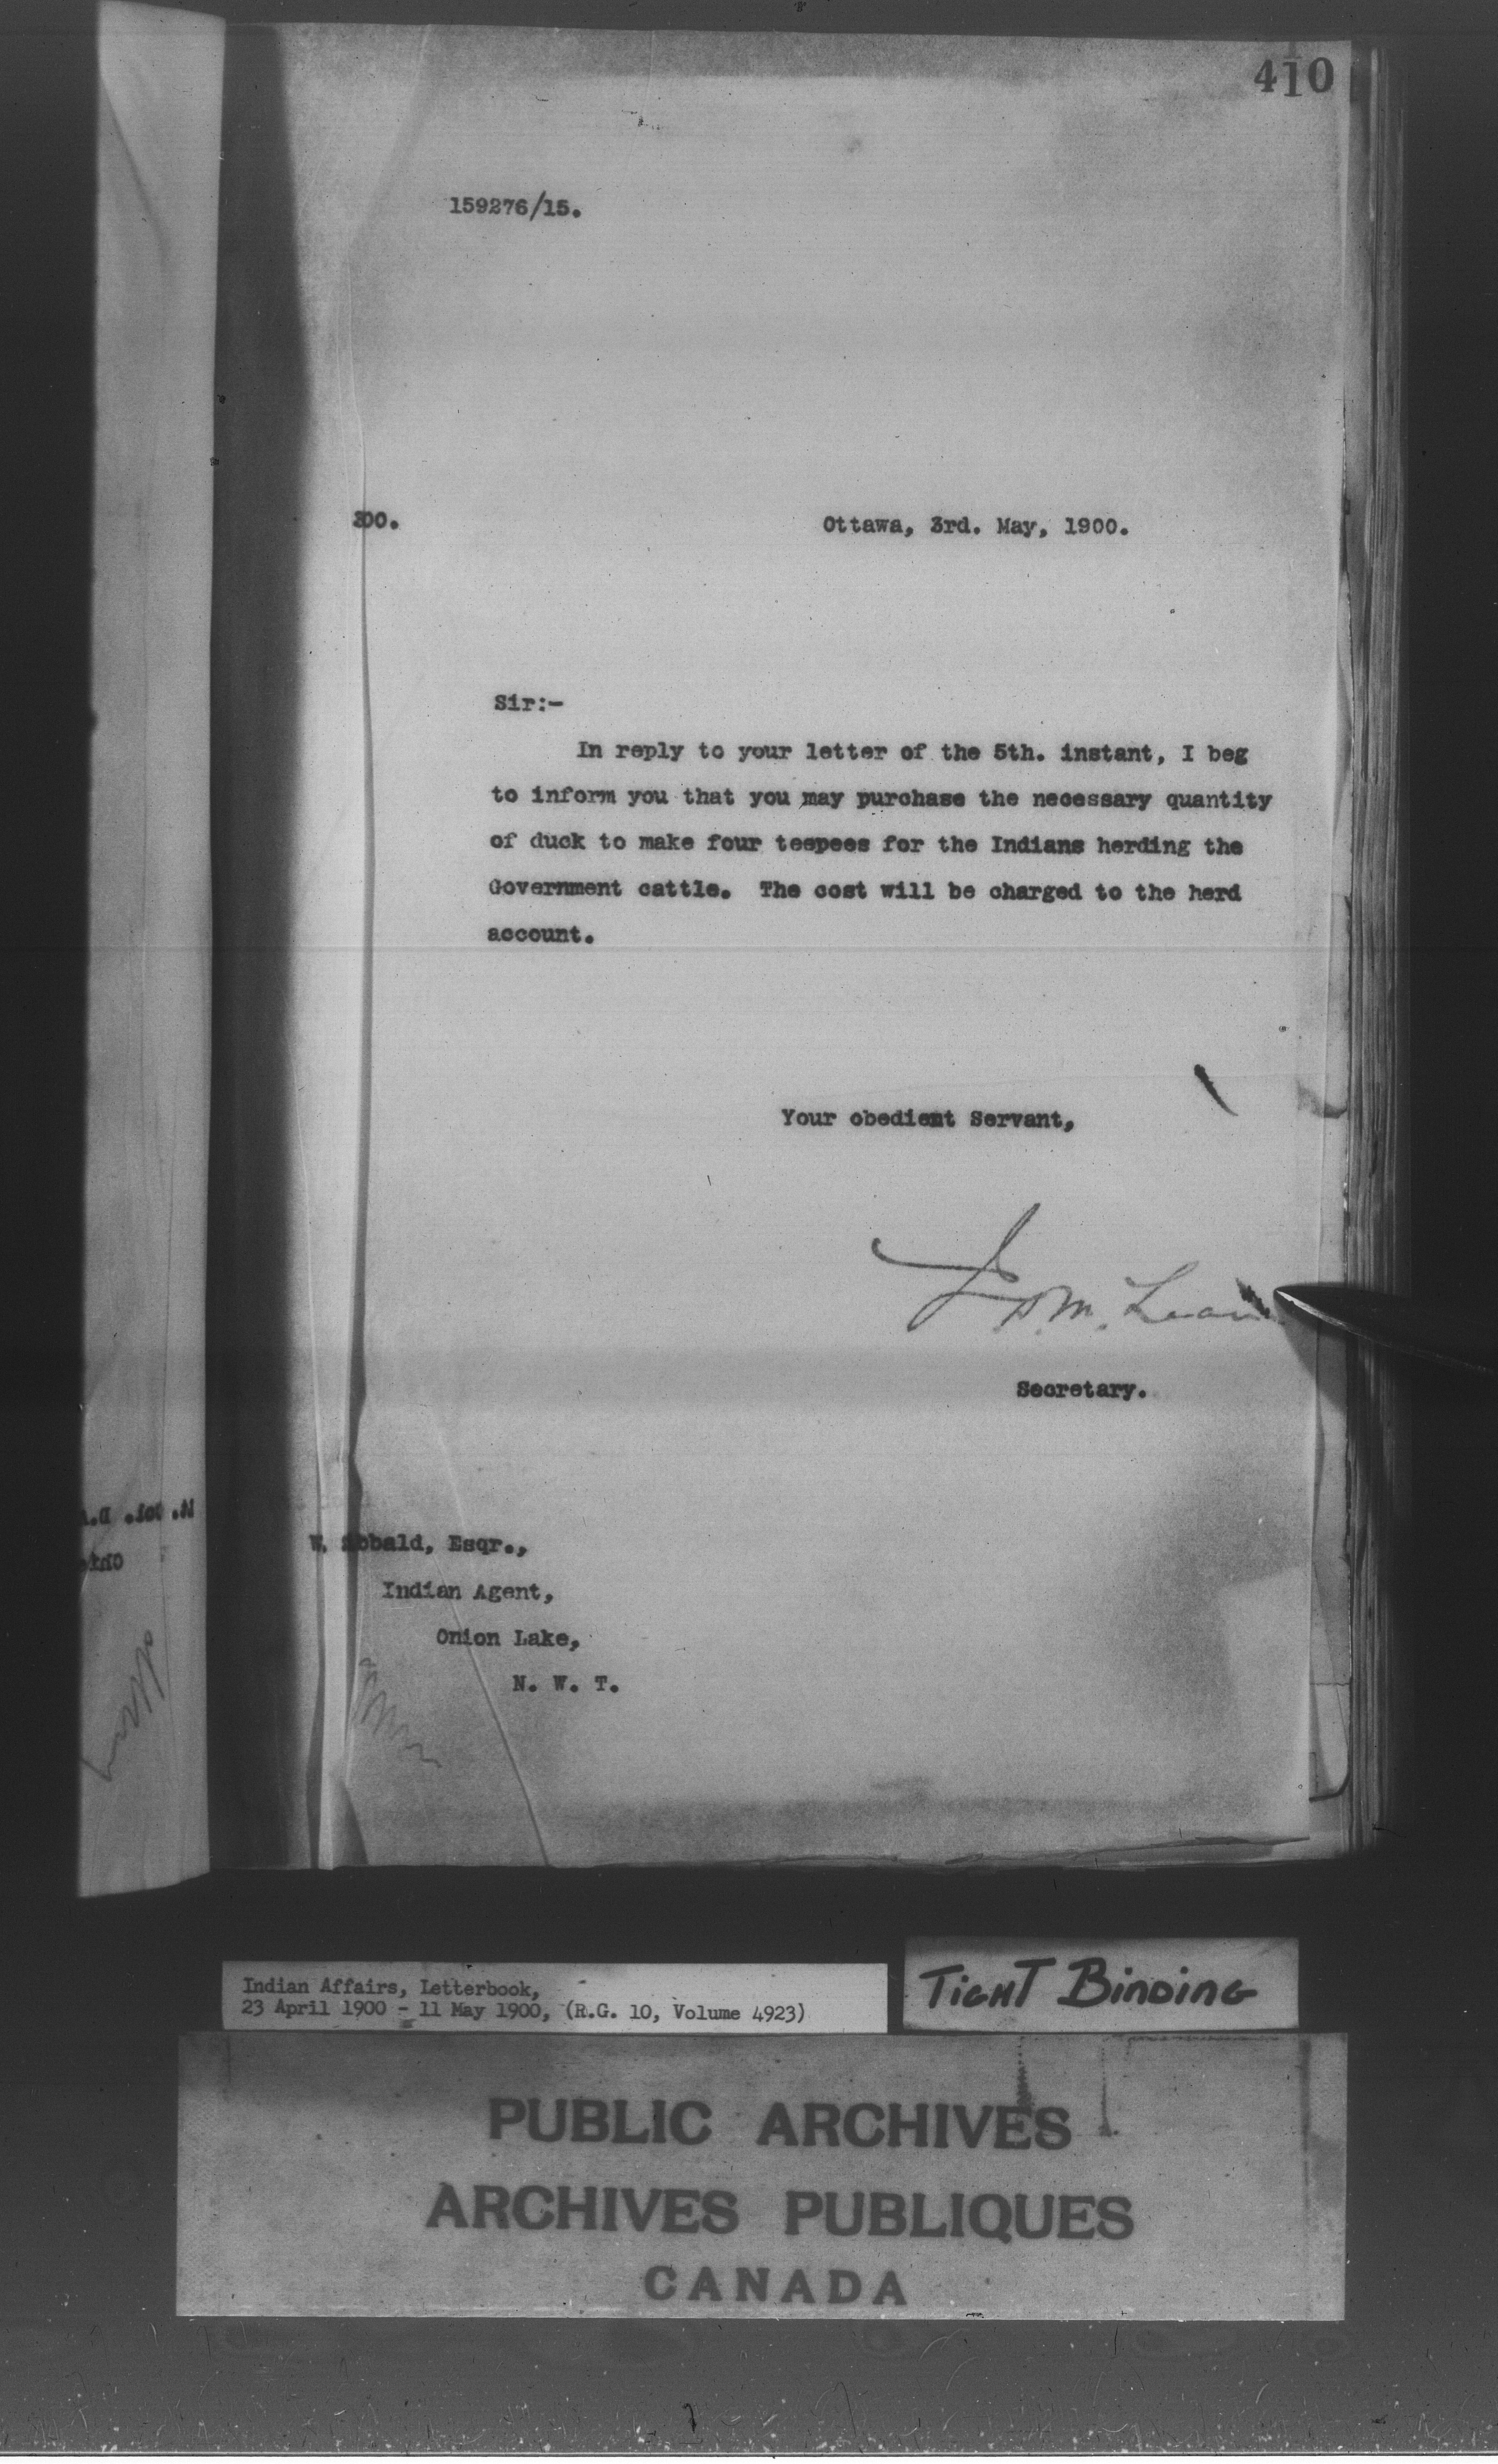 410
159276/15.
300.
Ottawa, 3rd. May, 1900.
Sir:-
In reply to your letter of the 5th. instant, I beg
to inform you that you may purchase the necessary quantity
of duck to make four teepees for the Indians herding the
Government cattle. The cost will be charged to the herd
account.
Your obedient Servant,
J. D. McLean
Secretary.
W. Sibbald, Esqr.,
Indian Agent,
Onion Lake,
N. W. T.
Indian Affairs, Letterbook,
23 April 1900 - 11 May 1900, (R.G. 10, Volume 4923)
TIGHT BINDING
PUBLIC ARCHIVES
ARCHIVES PUBLIQUES
CANADA